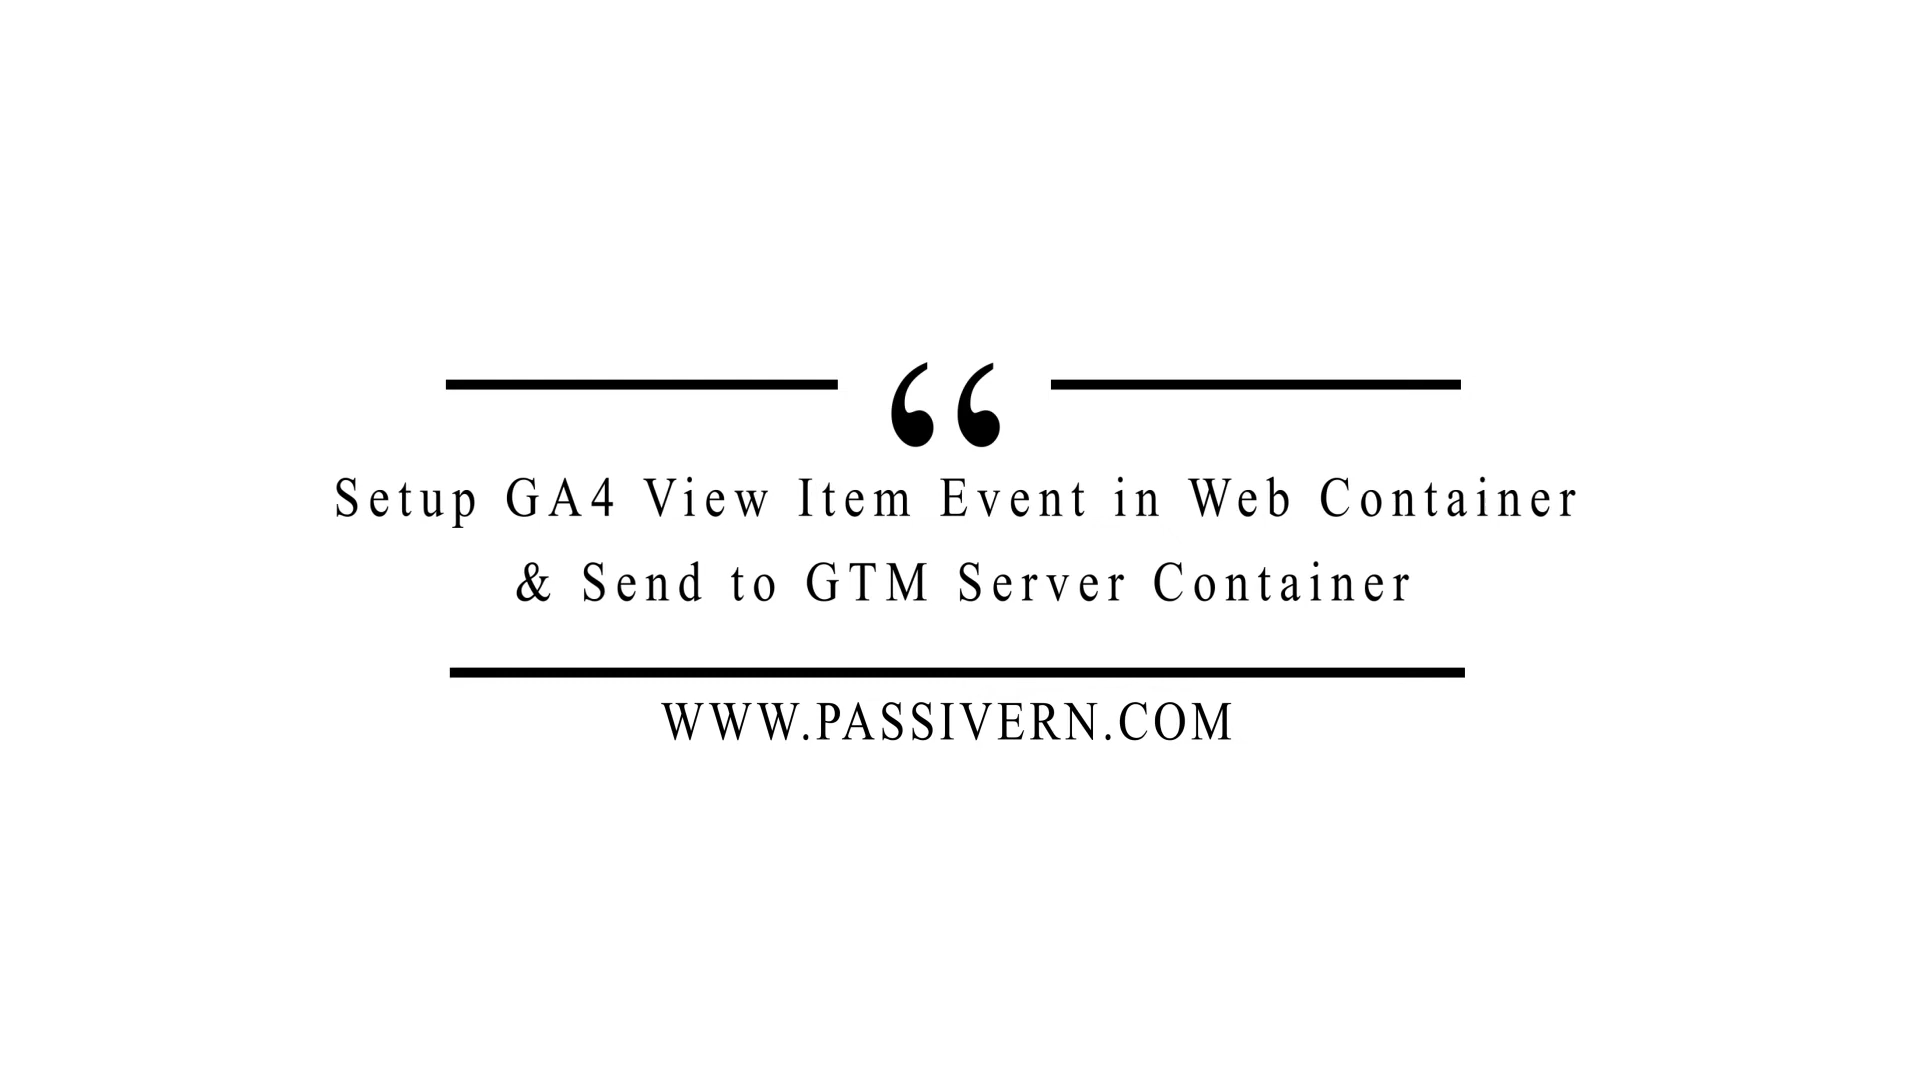 “
Setup GA4 View Item Event in Web Container
& Send to GTM Server Container
WWW.PASSIVERN.COM